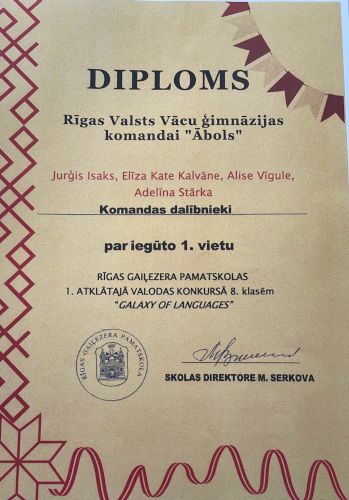 DIPLOMS
Rīgas Valsts Vācu ģimnāzijas
komandai "Ābols"
Jurģis Isaks, Elīza Kate Kalvāne, Alise Vīgule,
Adelīna Stārka
Komandas dalībnieki
par iegūto 1. vietu
RĪGAS GAIĻEZERA PAMATSKOLAS
1. ATKLĀTAJĀ VALODAS KONKURSĀ 8. klasēm
"GALAXY OF LANGUAGES"
RĪGAS GAIĻEZERA PAMATSKOLA
SKOLAS DIREKTORE M. SERKOVA